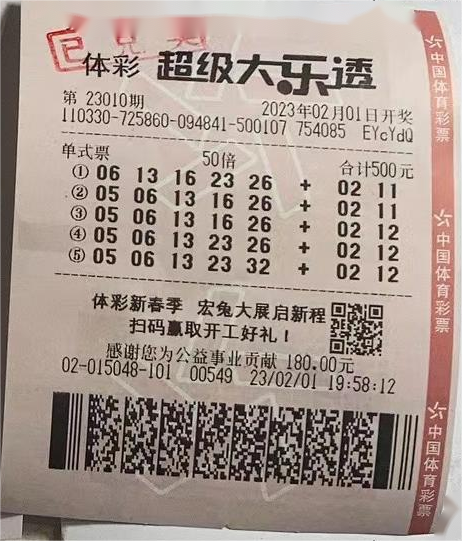 已兑奖
体彩 超级大乐透
第 23010期 2023年02月01日开奖
110330-725860-094841-500107 754085 EYcYdQ
单式票 50倍 合计500元
① 06 13 16 23 26 + 02 11
② 05 06 13 16 26 + 02 11
③ 05 06 13 16 26 + 02 12
④ 05 06 13 23 26 + 02 12
⑤ 05 06 13 23 32 + 02 12
体彩新春季 宏兔大展启新程
扫码赢取开工好礼！
感谢您为公益事业贡献 180.00元
02-015048-101 00549 23/02/01 19:58:12
中国体育彩票
中国体育彩票
中国体育彩票